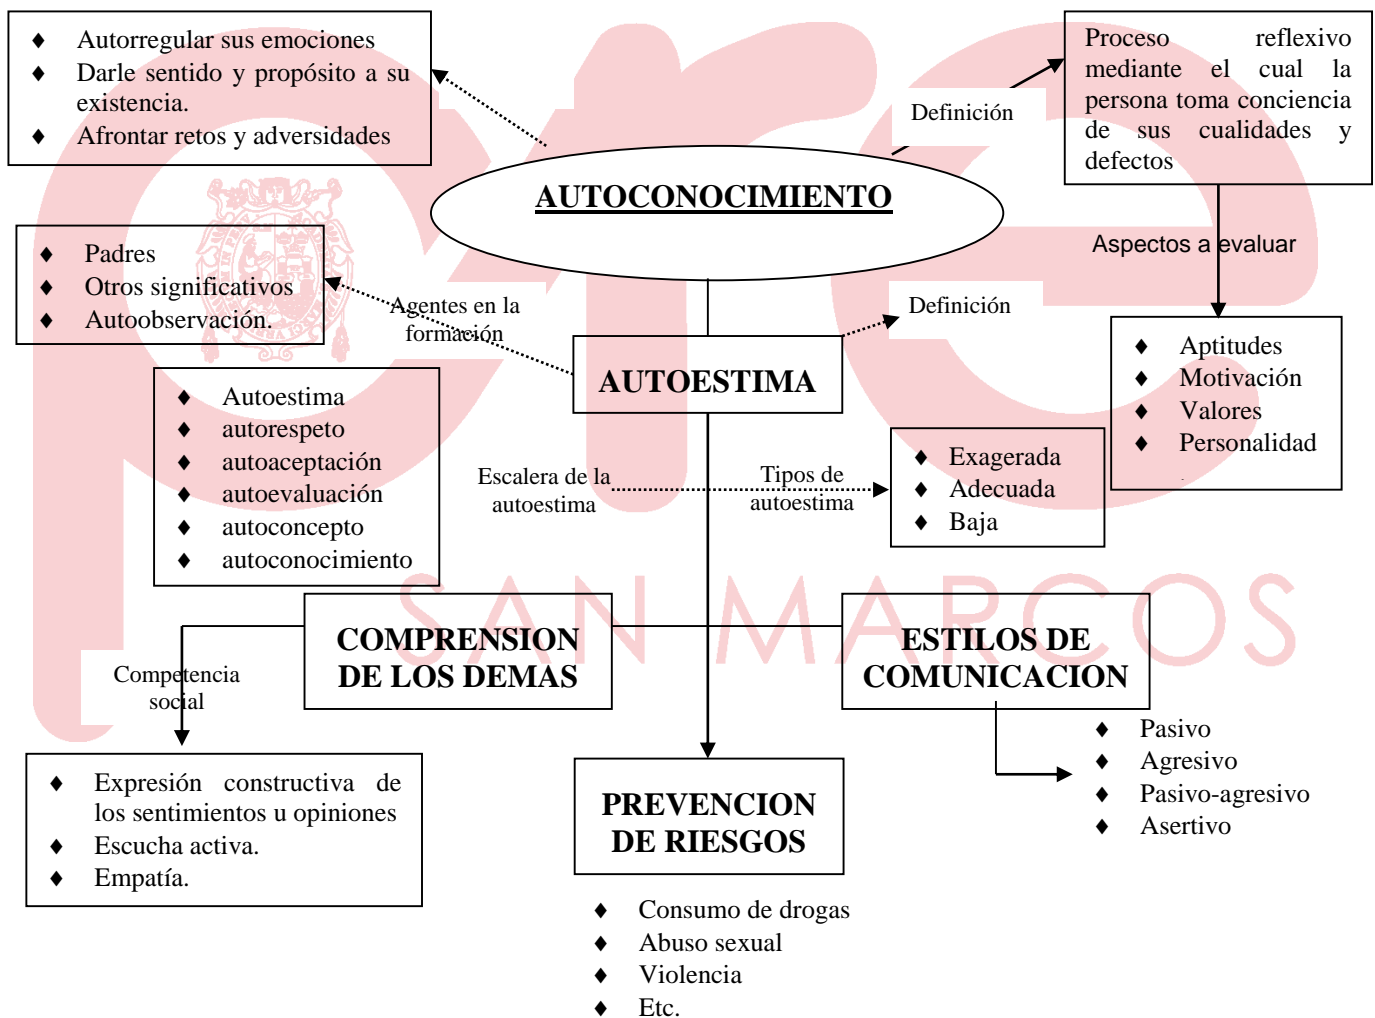 ♦ Autorregular sus emociones
♦ Darle sentido y propósito a su
existencia.
♦ Afrontar retos y adversidades
Proceso reflexivo
mediante el cual la
persona toma conciencia
de sus cualidades y
defectos
Definición
AUTOCONOCIMIENTO
Aspectos a evaluar
♦ Padres
♦ Otros significativos
♦ Autoobservación.
Agentes en la
formación
Definición
AUTOESTIMA
♦ Aptitudes
♦ Motivación
♦ Valores
♦ Personalidad
.
♦ Autoestima
♦ autorespeto
♦ autoaceptación
♦ autoevaluación
♦ autoconcepto
♦ autoconocimiento
Escalera de la
autoestima
Tipos de
autoestima
♦ Exagerada
♦ Adecuada
♦ Baja
pre
SAN MARCOS
COMPRENSION
DE LOS DEMAS
ESTILOS DE
COMUNICACION
Competencia
social
♦ Pasivo
♦ Agresivo
♦ Pasivo-agresivo
♦ Asertivo
♦ Expresión constructiva de
los sentimientos u opiniones
♦ Escucha activa.
♦ Empatía.
PREVENCION
DE RIESGOS
♦ Consumo de drogas
♦ Abuso sexual
♦ Violencia
♦ Etc.